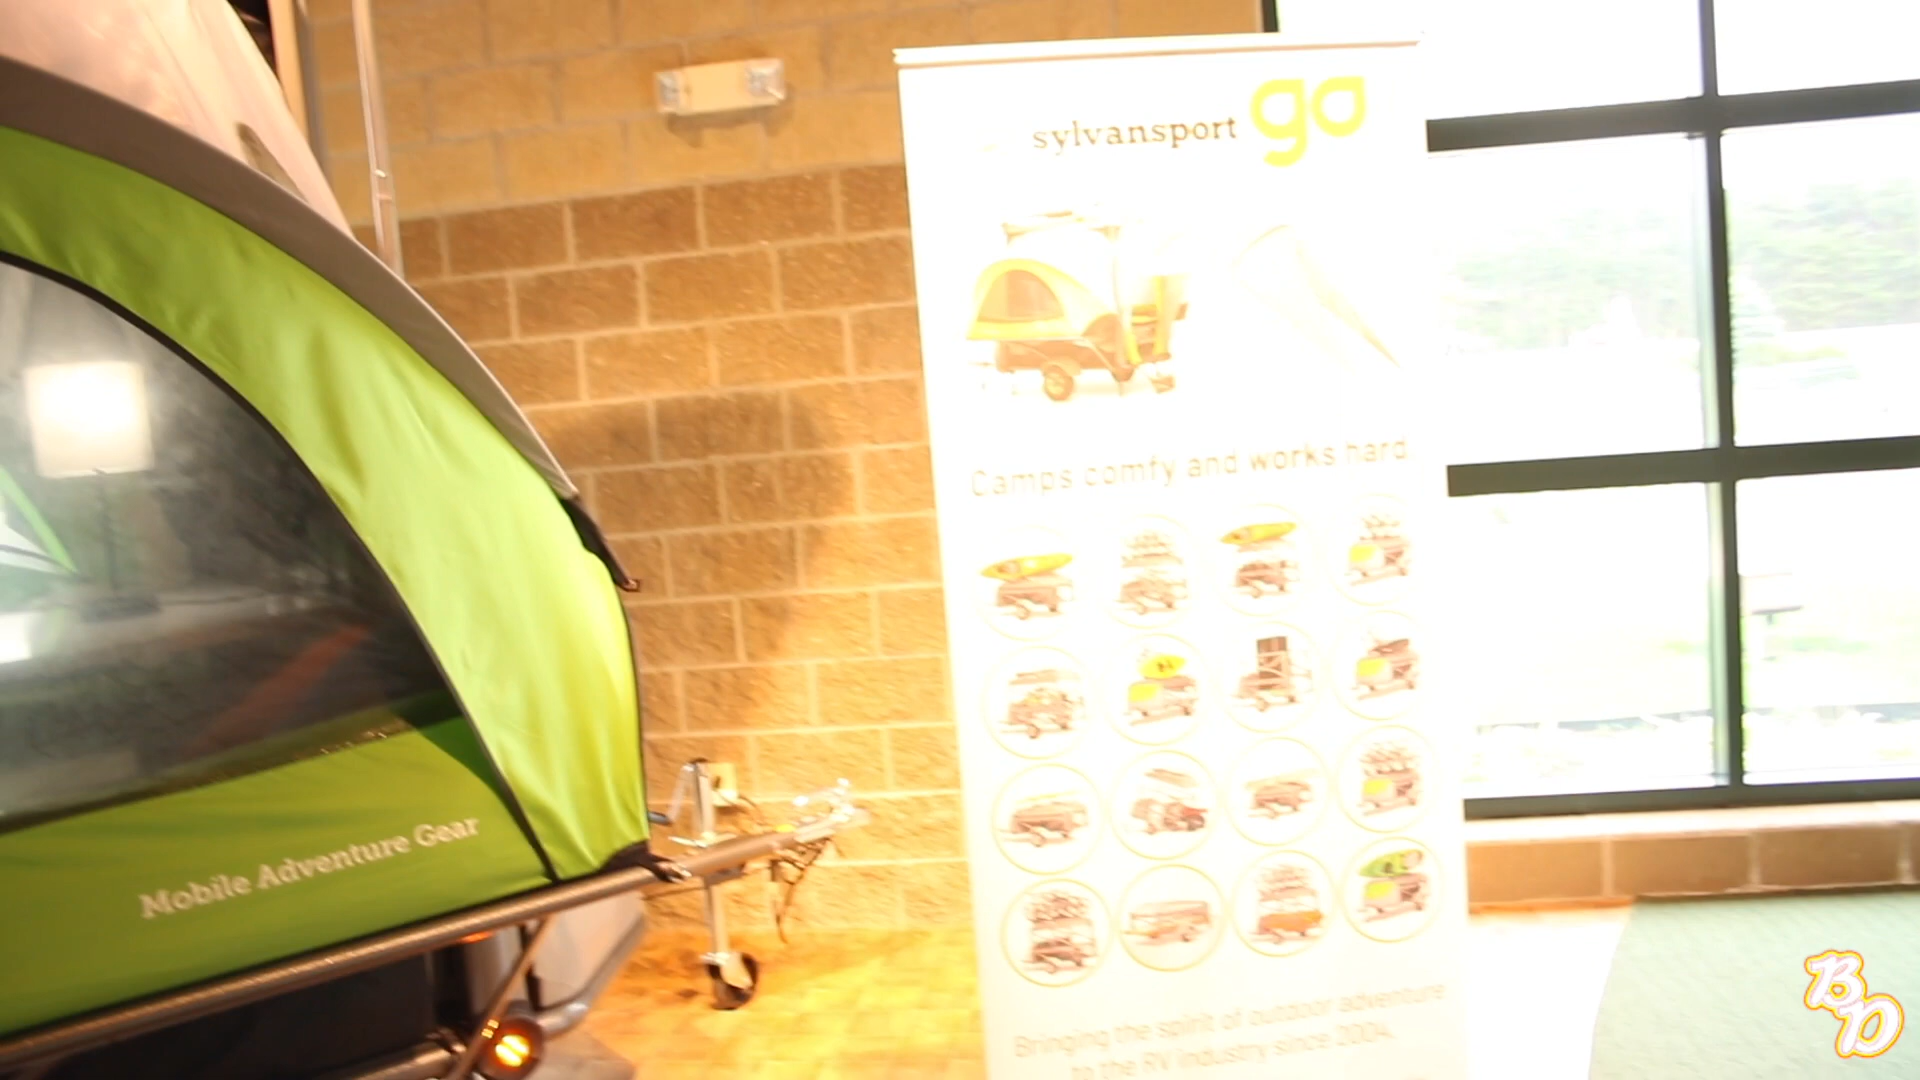 sylvansport go
Camps comfy and works hard.
Mobile Adventure Gear
Bringing the spirit of outdoor adventure
to the RV industry since 2004.
BD